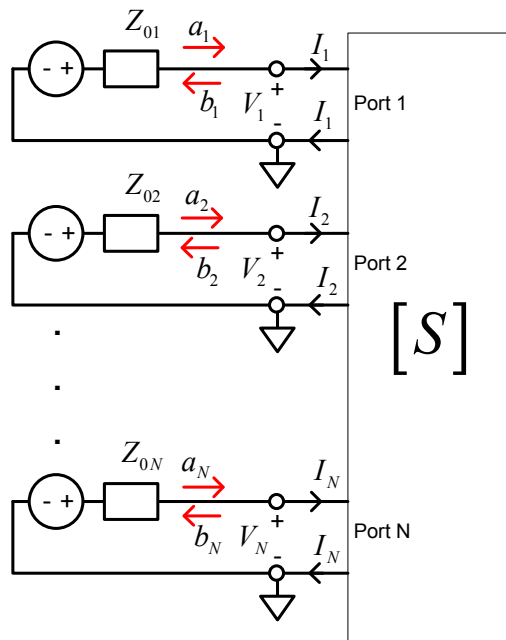 Z₀₁ a₁ I₁
- + b₁ + V₁ Port 1
- I₁
Z₀₂ a₂ I₂
- + b₂ + V₂ Port 2
- I₂
[S]
.
.
.
Z₀N aN IN
- + bN + VN Port N
- IN